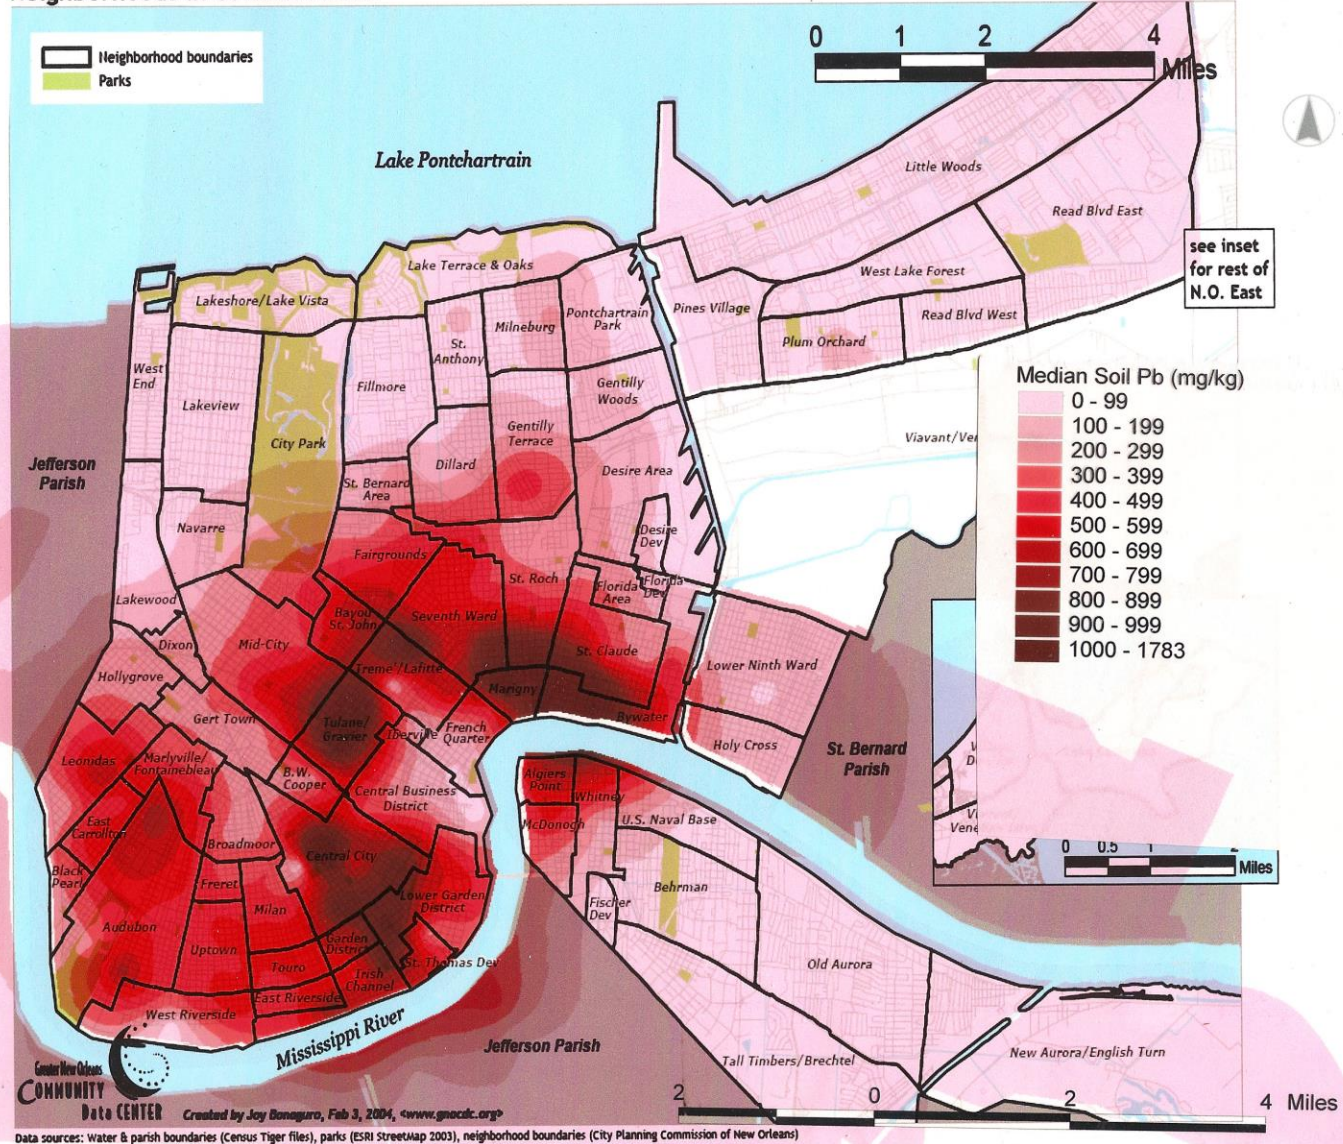 Neighborhood boundaries
Parks
0 1 2 4
Miles
Lake Pontchartrain
Little Woods
Read Blvd East
see inset
for rest of
N.O. East
Lake Terrace & Oaks
West Lake Forest
Lakeshore/Lake Vista
Pontchartrain
Park
Pines Village
Read Blvd West
Milneburg
Plum Orchard
St.
Anthony
West
End
Fillmore
Gentilly
Woods
Lakeview
Median Soil Pb (mg/kg)
0 - 99
100 - 199
200 - 299
300 - 399
400 - 499
500 - 599
600 - 699
700 - 799
800 - 899
900 - 999
1000 - 1783
City Park
Gentilly
Terrace
Viavant/Ver
Jefferson
Parish
Dillard
Desire Area
St. Bernard
Area
Navarre
Desire
Dev
Fairgrounds
St. Roch
Florida
Area
Florida
Dev
Lakewood
Bayou
St. John
Seventh Ward
Dixon
Mid-City
St. Claude
Lower Ninth Ward
Hollygrove
Treme'/Lafitte
Marigny
Gert Town
Tulane/
Gravier
Iberville
French
Quarter
Bywater
Holy Cross
St. Bernard
Parish
Leonidas
Marlyville/
Fontainebleau
B.W.
Cooper
Central Business
District
Algiers
Point
Whitney
McDonogh
U.S. Naval Base
East
Carrollton
Broadmoor
Central City
Vene
0 0.5 1 2
Miles
Black
Pearl
Freret
Milan
Lower Garden
District
Behrman
Fischer
Dev
Audubon
Uptown
Garden
District
Touro
Irish
Channel
St. Thomas Dev
Old Aurora
East Riverside
West Riverside
Mississippi River
Jefferson Parish
Tall Timbers/Brechtel
New Aurora/English Turn
Greater New Orleans
COMMUNITY
Data CENTER
Created by Joy Bonaguro, Feb 3, 2004, <www.gnocdc.org>
2 0 2 4 Miles
Data sources: Water & parish boundaries (Census Tiger files), parks (ESRI StreetMap 2003), neighborhood boundaries (City Planning Commission of New Orleans)